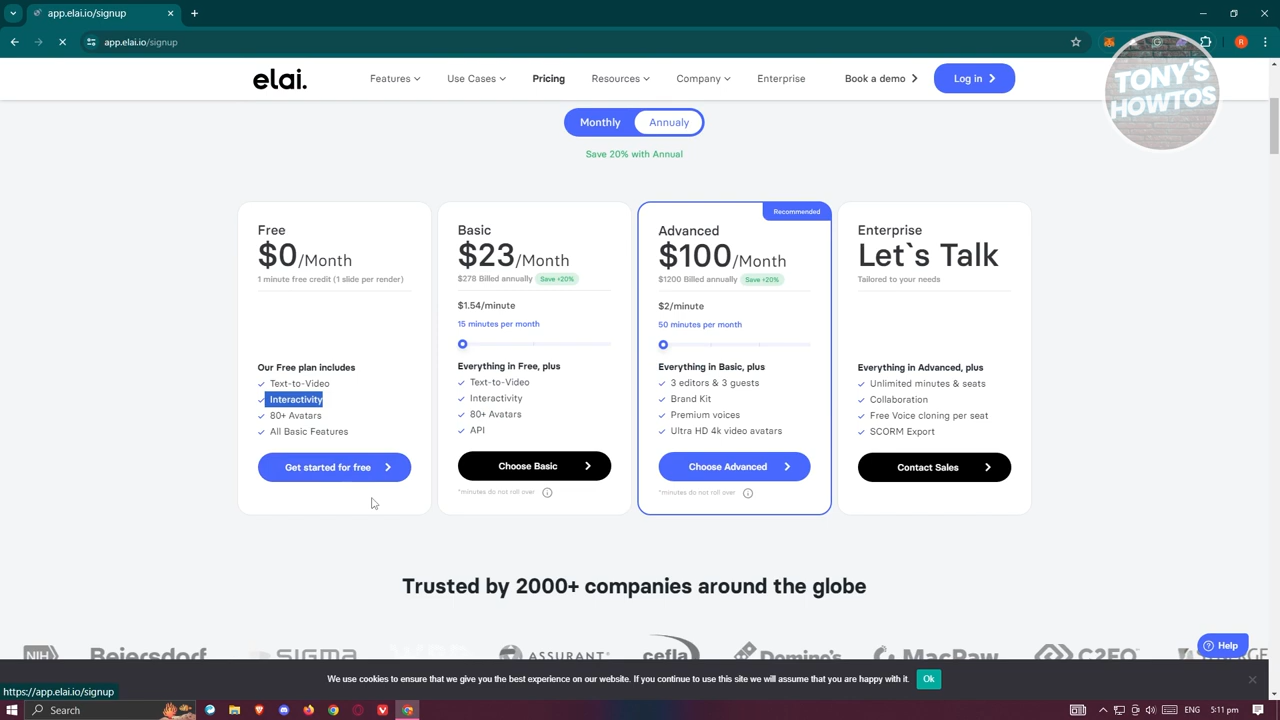 app.elai.io/signup
app.elai.io/signup
elai.
Features
Use Cases
Pricing
Resources
Company
Enterprise
Book a demo
Log in
TONY'S
HOWTOS
Monthly
Annualy
Save 20% with Annual
Free
$0/Month
1 minute free credit (1 slide per render)
Our Free plan includes
Text-to-Video
Interactivity
80+ Avatars
All Basic Features
Get started for free
Basic
$23/Month
$278 Billed annually Save +20%
$1.54/minute
15 minutes per month
Everything in Free, plus
Text-to-Video
Interactivity
80+ Avatars
API
Choose Basic
*minutes do not roll over
Recommended
Advanced
$100/Month
$1200 Billed annually Save +20%
$2/minute
50 minutes per month
Everything in Basic, plus
3 editors & 3 guests
Brand Kit
Premium voices
Ultra HD 4k video avatars
Choose Advanced
*minutes do not roll over
Enterprise
Let`s Talk
Tailored to your needs
Everything in Advanced, plus
Unlimited minutes & seats
Collaboration
Free Voice cloning per seat
SCORM Export
Contact Sales
Trusted by 2000+ companies around the globe
NIH
Beiersdorf
SIGMA
ASSURANT
cefla
Domino's
MacPaw
Help
We use cookies to ensure that we give you the best experience on our website. If you continue to use this site we will assume that you are happy with it.
Ok
https://app.elai.io/signup
Search
ENG
5:11 pm